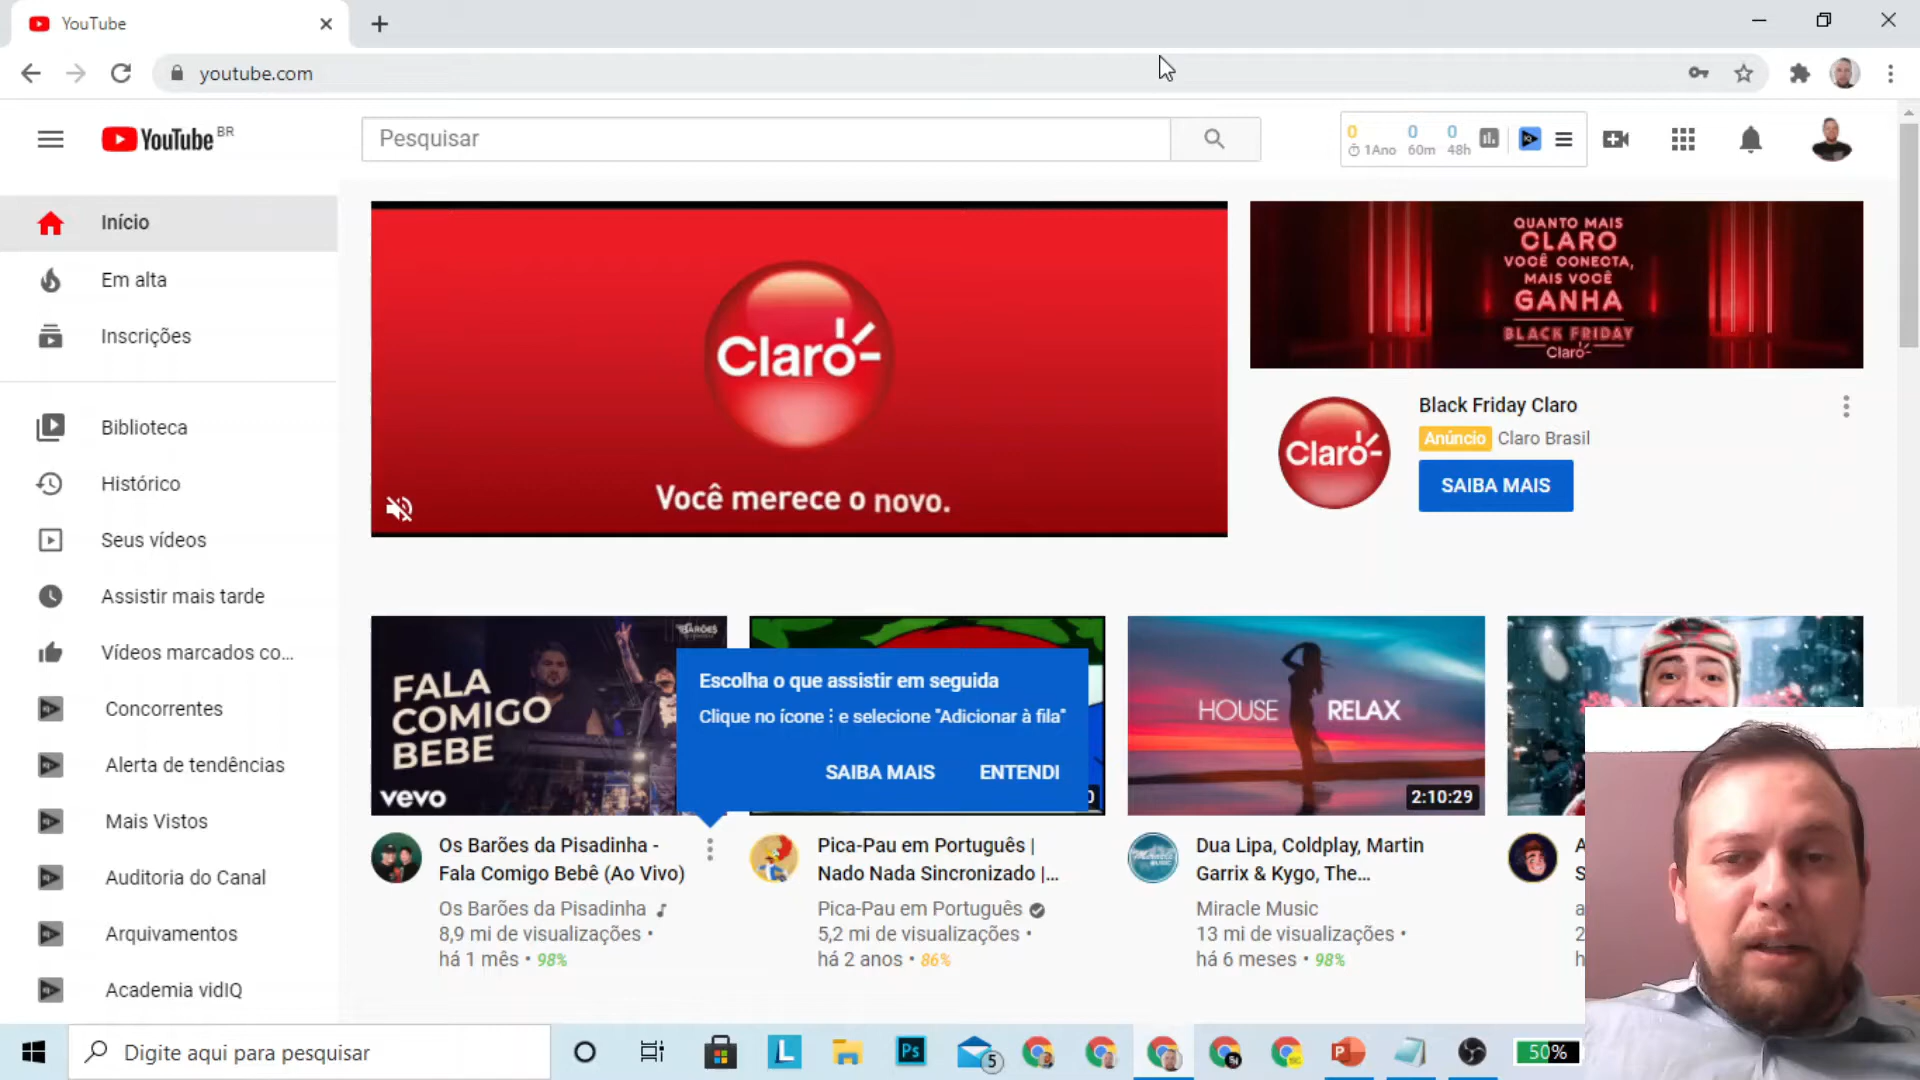 YouTube
youtube.com
YouTube BR
Pesquisar
0 0 0
1Ano 60m 48h
Início
Em alta
Inscrições
Biblioteca
Histórico
Seus vídeos
Assistir mais tarde
Vídeos marcados co...
Concorrentes
Alerta de tendências
Mais Vistos
Auditoria do Canal
Arquivamentos
Academia vidIQ
Claro
Você merece o novo.
QUANTO MAIS
CLARO
VOCÊ CONECTA,
MAIS VOCÊ
GANHA
BLACK FRIDAY
Claro
Claro
Black Friday Claro
Anúncio Claro Brasil
SAIBA MAIS
BARÕES
FALA
COMIGO
BEBE
vevo
Escolha o que assistir em seguida
Clique no ícone ⋮ e selecione "Adicionar à fila"
SAIBA MAIS ENTENDI
HOUSE RELAX
2:10:29
Os Barões da Pisadinha -
Fala Comigo Bebê (Ao Vivo)
Os Barões da Pisadinha
8,9 mi de visualizações •
há 1 mês • 98%
Pica-Pau em Português |
Nado Nada Sincronizado |...
Pica-Pau em Português
5,2 mi de visualizações •
há 2 anos • 86%
Dua Lipa, Coldplay, Martin
Garrix & Kygo, The...
Miracle Music
13 mi de visualizações •
há 6 meses • 98%
Digite aqui para pesquisar
L
Ps
5
50%